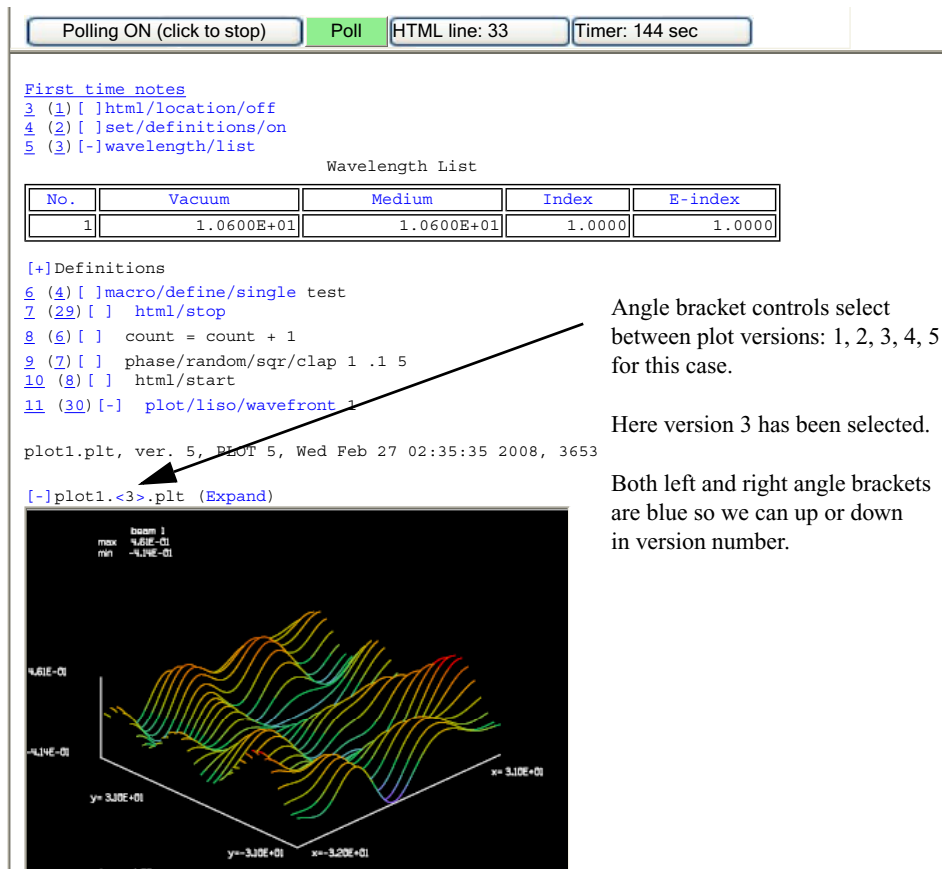 Polling ON (click to stop) Poll HTML line: 33 Timer: 144 sec
First time notes
3 (1)[ ]html/location/off
4 (2)[ ]set/definitions/on
5 (3)[-]wavelength/list
Wavelength List
No. Vacuum Medium Index E-index
1 1.0600E+01 1.0600E+01 1.0000 1.0000
[+]Definitions
6 (4)[ ]macro/define/single test
7 (29)[ ] html/stop
8 (6)[ ] count = count + 1
9 (7)[ ] phase/random/sqr/clap 1 .1 5
10 (8)[ ] html/start
11 (30)[-] plot/liso/wavefront 1
plot1.plt, ver. 5, PLOT 5, Wed Feb 27 02:35:35 2008, 3653
[-]plot1.<3>.plt (Expand)
Angle bracket controls select
between plot versions: 1, 2, 3, 4, 5
for this case.
Here version 3 has been selected.
Both left and right angle brackets
are blue so we can up or down
in version number.
beam 1
max 4.61E-01
min -4.14E-01
4.61E-01
-4.14E-01
x= 3.10E+01
y= 3.10E+01
y=-3.10E+01 x=-3.20E+01